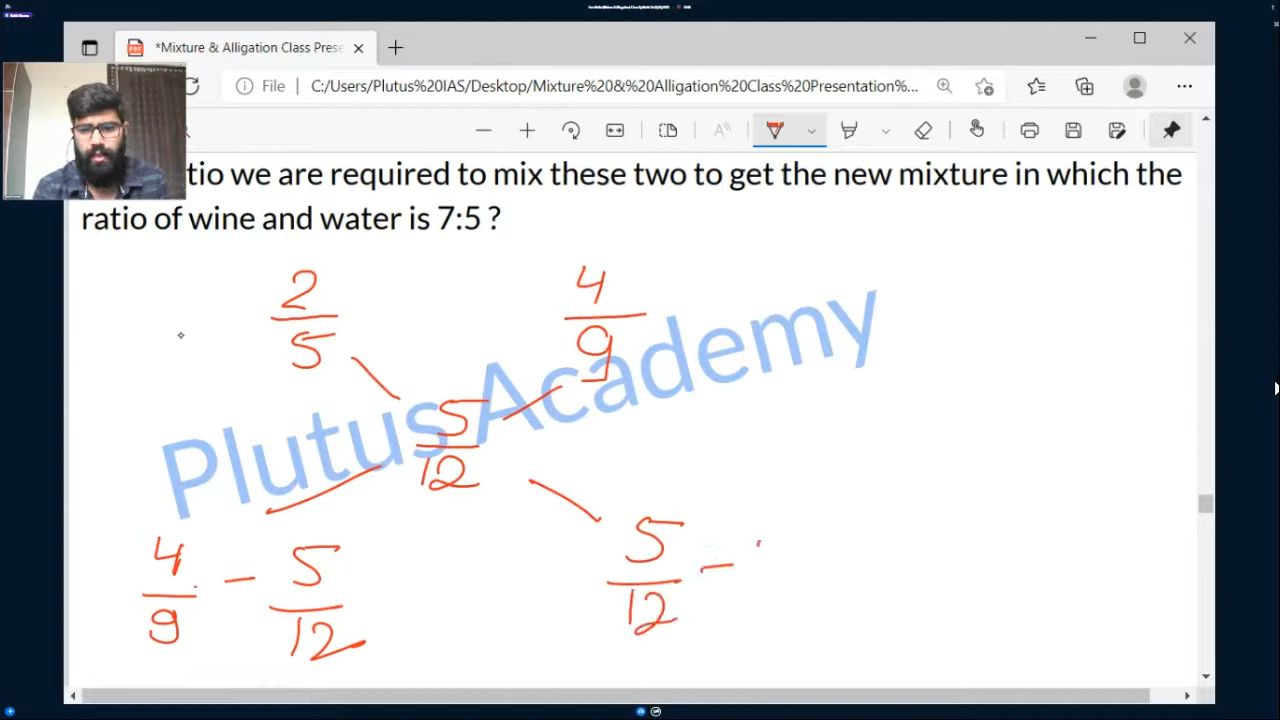 *Mixture & Alligation Class Prese
File C:/Users/Plutus%20IAS/Desktop/Mixture%20&%20Alligation%20Class%20Presentation%...
tio we are required to mix these two to get the new mixture in which the
ratio of wine and water is 7:5 ?
2/5 4/9
5/12
4/9 - 5/12 5/12 -
Plutus Academy